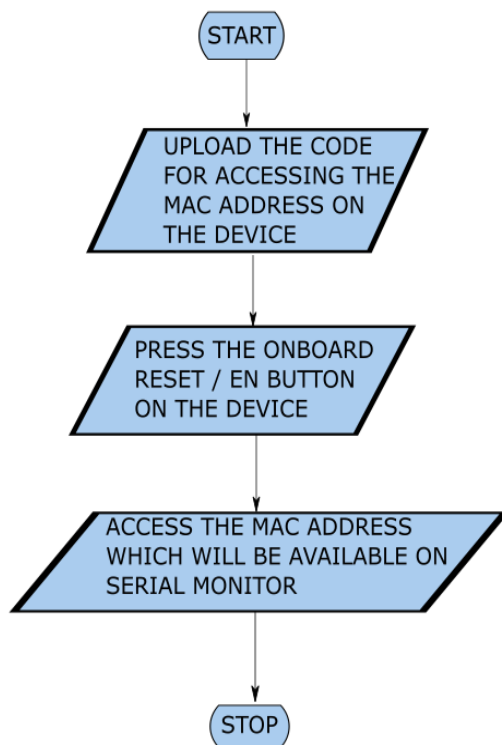 START
UPLOAD THE CODE
FOR ACCESSING THE
MAC ADDRESS ON
THE DEVICE
PRESS THE ONBOARD
RESET / EN BUTTON
ON THE DEVICE
ACCESS THE MAC ADDRESS
WHICH WILL BE AVAILABLE ON
SERIAL MONITOR
STOP